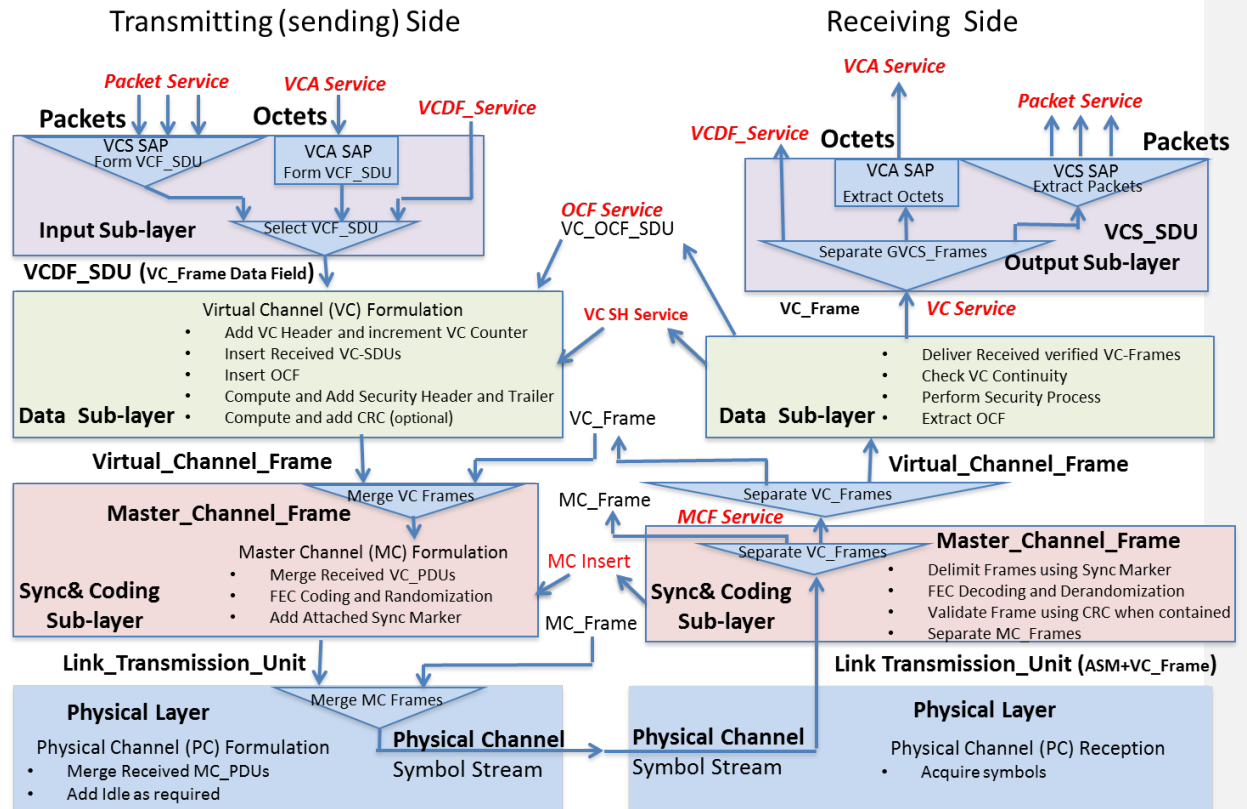 Transmitting (sending) Side
Packet Service
VCA Service
VCDF_Service
Packets
Octets
VCS SAP
Form VCF_SDU
VCA SAP
Form VCF_SDU
Select VCF_SDU
Input Sub-layer
VCDF_SDU (VC_Frame Data Field)
Virtual Channel (VC) Formulation
• Add VC Header and increment VC Counter
• Insert Received VC-SDUs
• Insert OCF
• Compute and Add Security Header and Trailer
• Compute and add CRC (optional)
Data Sub-layer
Virtual_Channel_Frame
Merge VC Frames
Master_Channel_Frame
Master Channel (MC) Formulation
• Merge Received VC_PDUs
• FEC Coding and Randomization
• Add Attached Sync Marker
Sync& Coding
Sub-layer
Link_Transmission_Unit
Merge MC Frames
Physical Layer
Physical Channel (PC) Formulation
• Merge Received MC_PDUs
• Add Idle as required
Physical Channel
Symbol Stream
OCF Service
VC_OCF_SDU
VC SH Service
VC_Frame
MC_Frame
MC Insert
MC_Frame
Receiving Side
VCA Service
Packet Service
VCDF_Service
Octets
Packets
VCA SAP
Extract Octets
VCS SAP
Extract Packets
Separate GVCS_Frames
VCS_SDU
Output Sub-layer
VC_Frame
VC Service
• Deliver Received verified VC-Frames
• Check VC Continuity
• Perform Security Process
• Extract OCF
Data Sub-layer
Virtual_Channel_Frame
Separate VC_Frames
MCF Service
Separate VC_Frames
Master_Channel_Frame
• Delimit Frames using Sync Marker
• FEC Decoding and Derandomization
• Validate Frame using CRC when contained
• Separate MC_Frames
Sync& Coding
Sub-layer
Link Transmission_Unit (ASM+VC_Frame)
Physical Layer
Physical Channel
Symbol Stream
Physical Channel (PC) Reception
• Acquire symbols